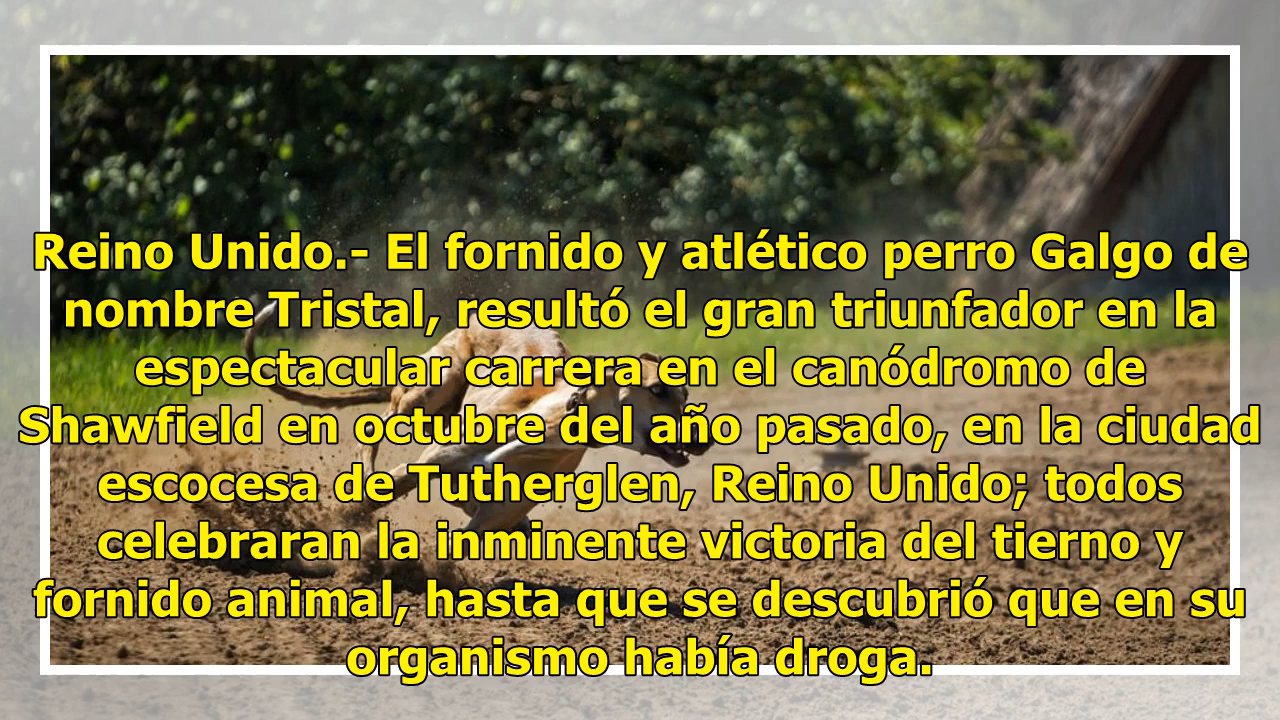 Reino Unido.- El fornido y atlético perro Galgo de
nombre Tristal, resultó el gran triunfador en la
espectacular carrera en el canódromo de
Shawfield en octubre del año pasado, en la ciudad
escocesa de Tutherglen, Reino Unido; todos
celebraran la inminente victoria del tierno y
fornido animal, hasta que se descubrió que en su
organismo había droga.